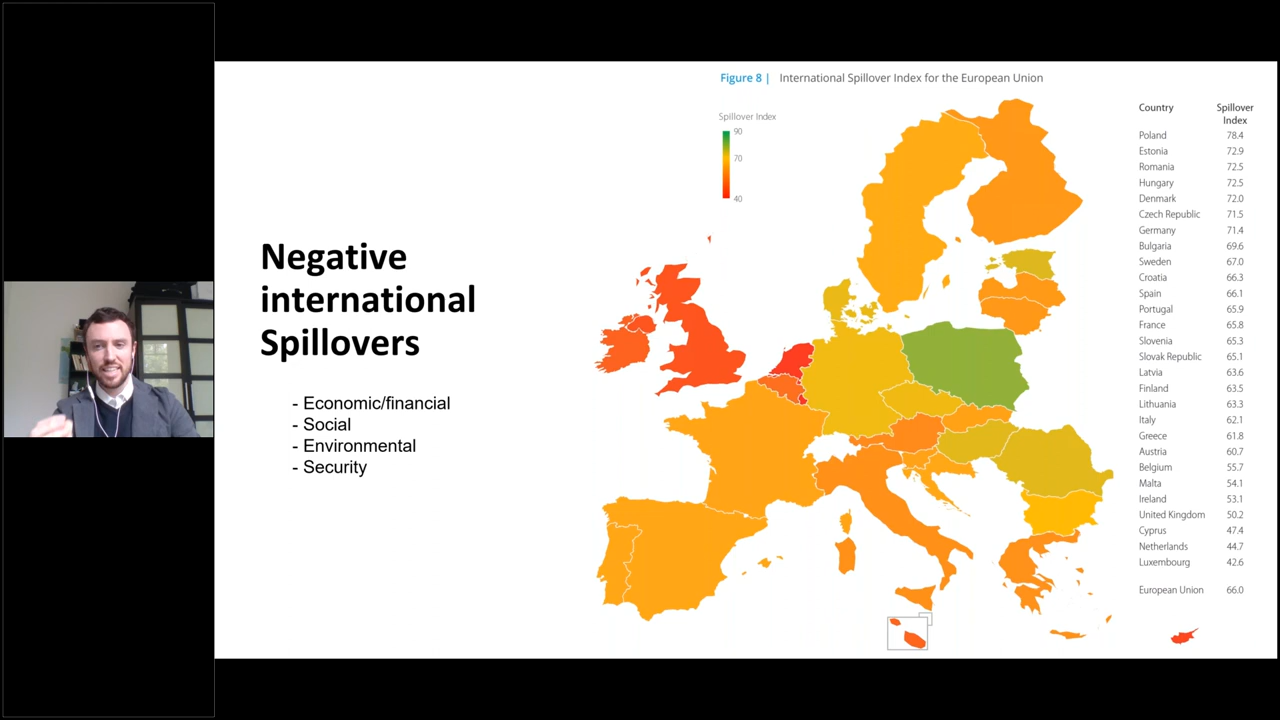 Negative
international
Spillovers
- Economic/financial
- Social
- Environmental
- Security
Figure 8 | International Spillover Index for the European Union
Spillover Index
90
70
40
Country Spillover Index
Poland 78.4
Estonia 72.9
Romania 72.5
Hungary 72.5
Denmark 72.0
Czech Republic 71.5
Germany 71.4
Bulgaria 69.6
Sweden 67.0
Croatia 66.3
Spain 66.1
Portugal 65.9
France 65.8
Slovenia 65.3
Slovak Republic 65.1
Latvia 63.6
Finland 63.5
Lithuania 63.3
Italy 62.1
Greece 61.8
Austria 60.7
Belgium 55.7
Malta 54.1
Ireland 53.1
United Kingdom 50.2
Cyprus 47.4
Netherlands 44.7
Luxembourg 42.6
European Union 66.0